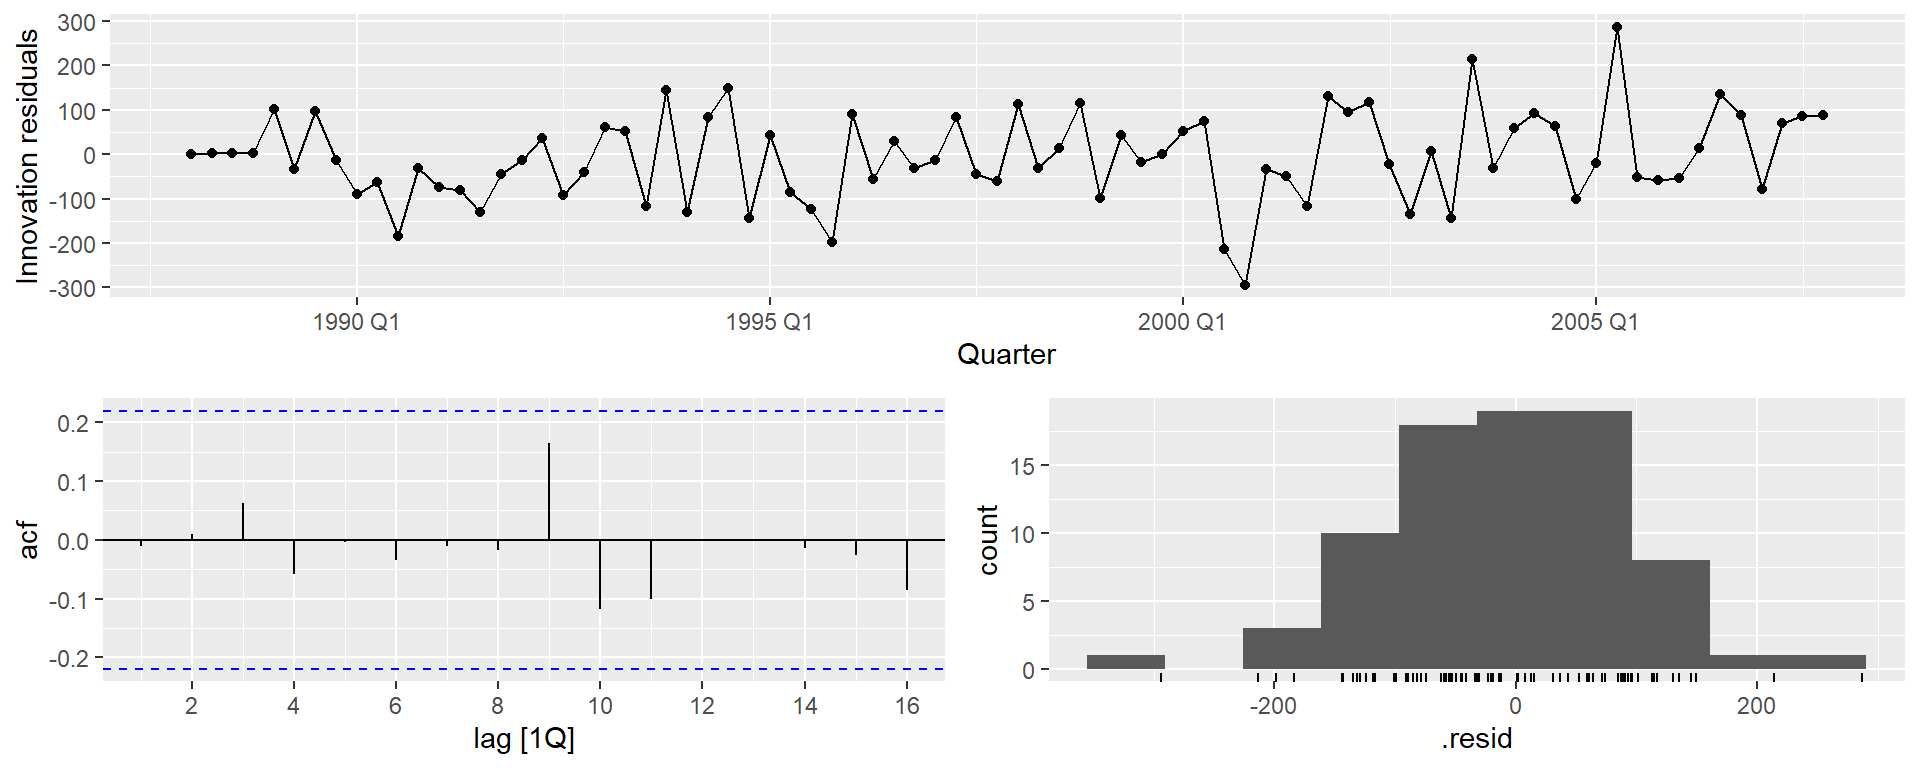 Innovation residuals
300
200
100
0
-100
-200
-300
1990 Q1 1995 Q1 2000 Q1 2005 Q1
Quarter
acf
0.2
0.1
0.0
-0.1
-0.2
2 4 6 8 10 12 14 16
lag [1Q]
count
15
10
5
0
-200 0 200
.resid